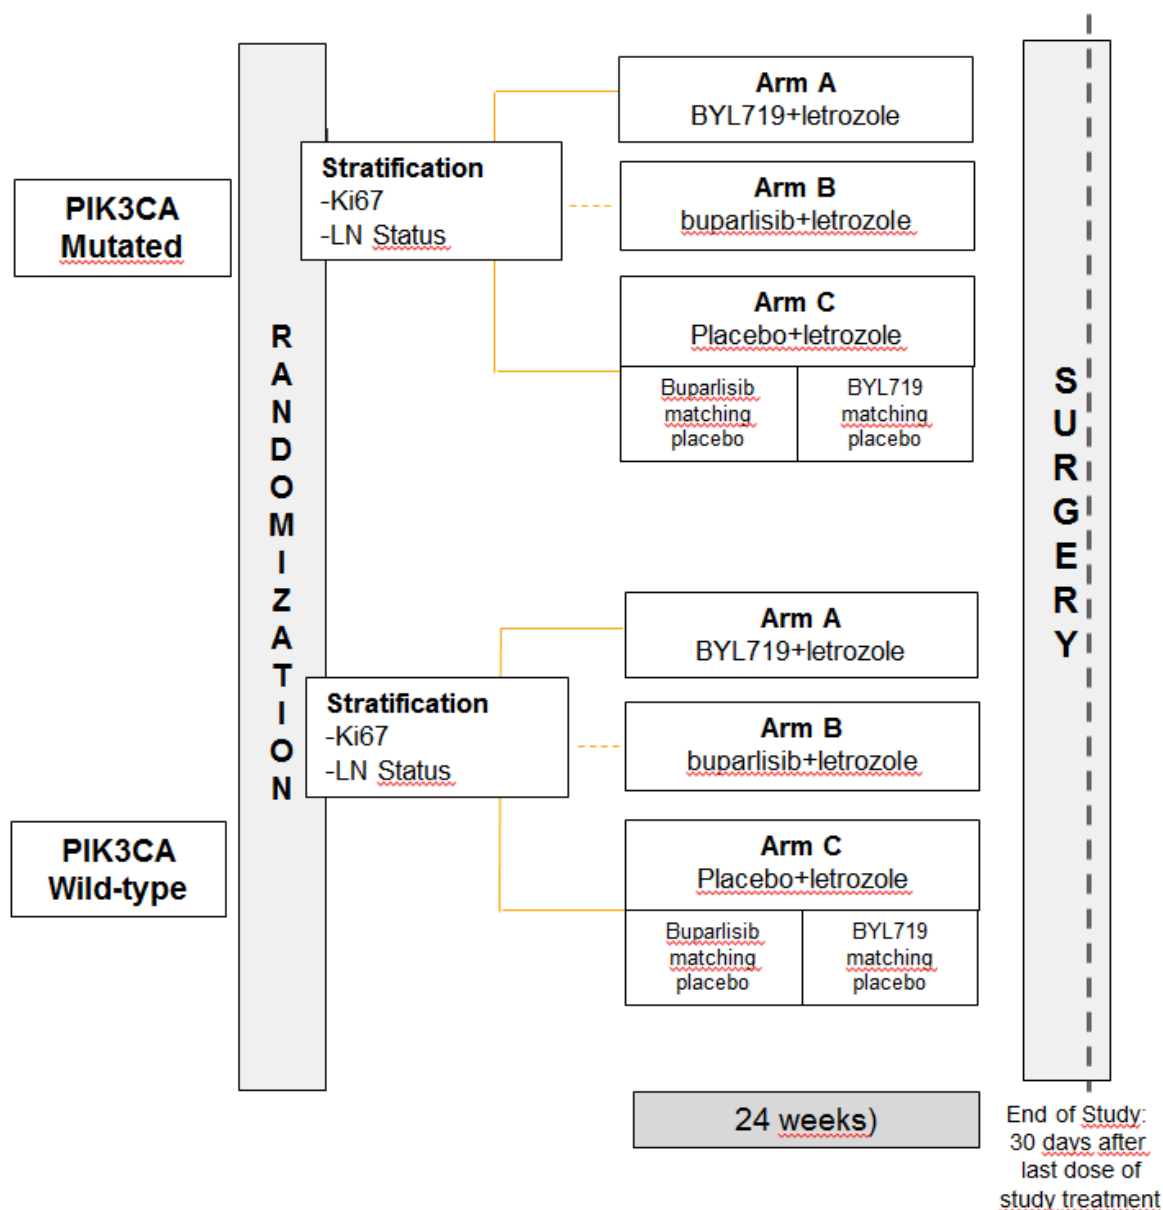 PIK3CA
Mutated
RANDOMIZATION
Stratification
-Ki67
-LN Status
Arm A
BYL719+letrozole
Arm B
buparlisib+letrozole
Arm C
Placebo+letrozole
Buparlisib
matching
placebo
BYL719
matching
placebo
SURGERY
PIK3CA
Wild-type
Stratification
-Ki67
-LN Status
Arm A
BYL719+letrozole
Arm B
buparlisib+letrozole
Arm C
Placebo+letrozole
Buparlisib
matching
placebo
BYL719
matching
placebo
24 weeks)
End of Study:
30 days after
last dose of
study treatment